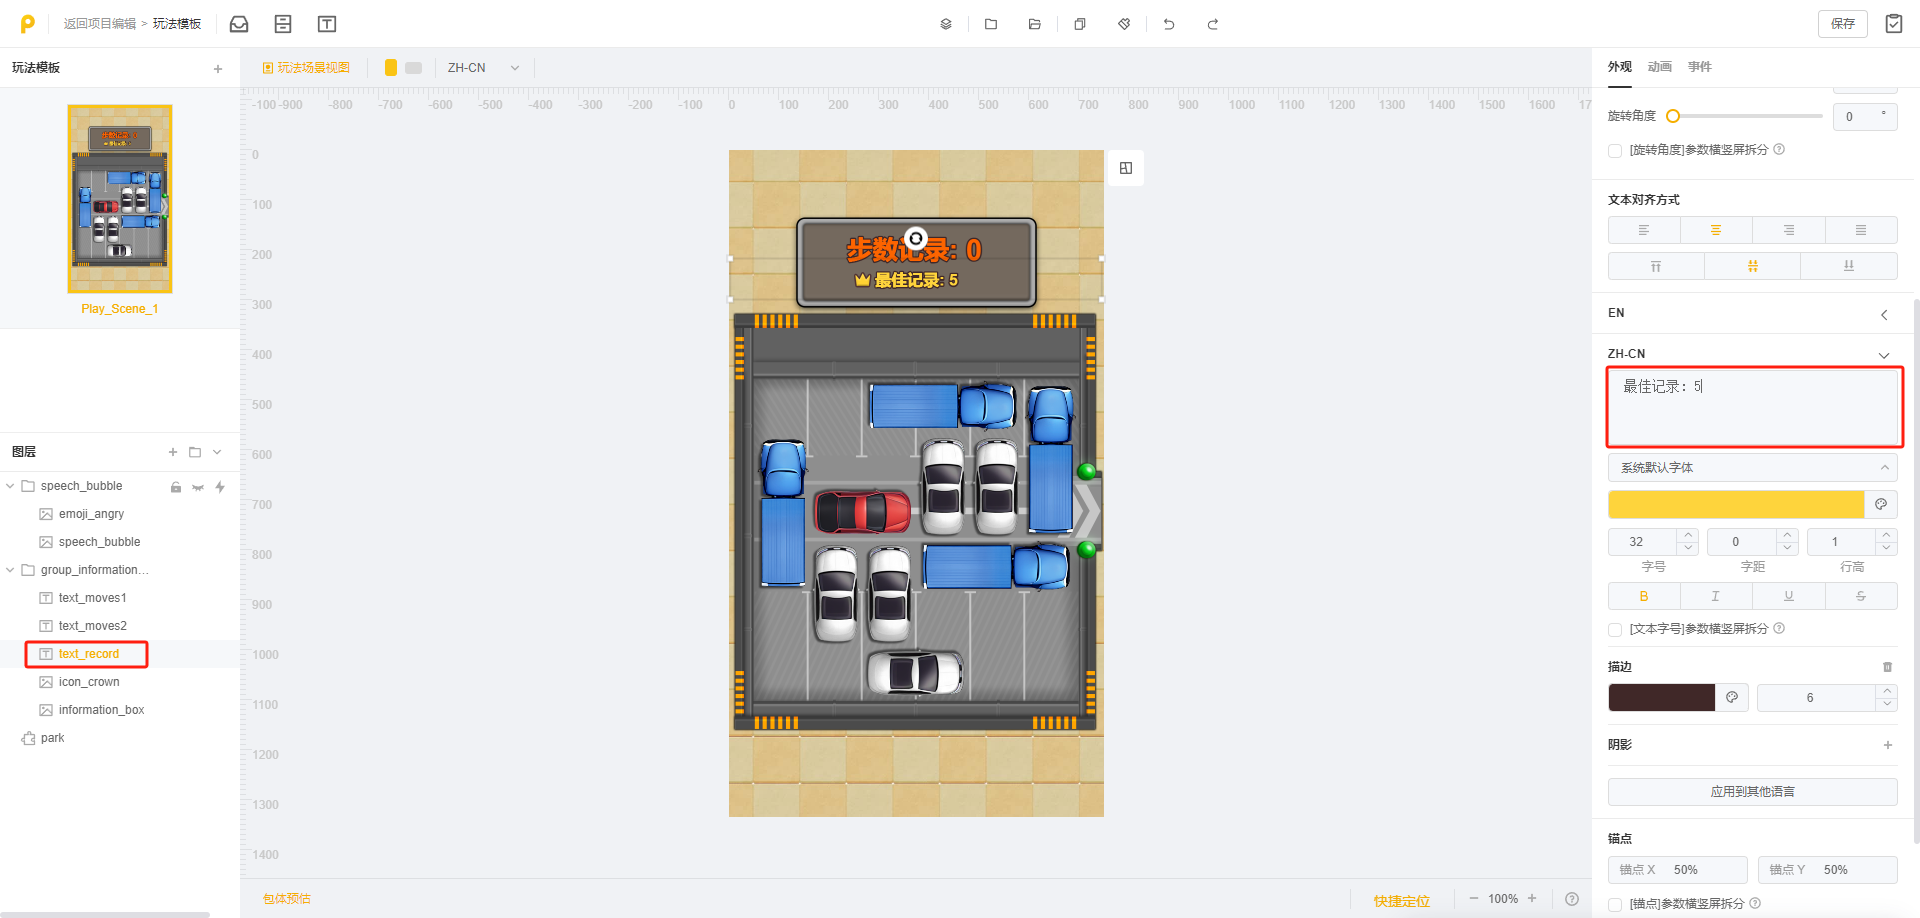 返回项目编辑 > 玩法模板
保存
玩法模板
Play_Scene_1
图层
speech_bubble
emoji_angry
speech_bubble
group_information...
text_moves1
text_moves2
text_record
icon_crown
information_box
park
玩法场景视图
ZH-CN
-100 -900 -800 -700 -600 -500 -400 -300 -200 -100 0 100 200 300 400 500 600 700 800 900 1000 1100 1200 1300 1400 1500 1600 17
0
100
200
300
400
500
600
700
800
900
1000
1100
1200
1300
1400
步数记录: 0
最佳记录: 5
包体预估
快捷定位
100%
外观 动画 事件
旋转角度 0 °
[旋转角度]参数横竖屏拆分
文本对齐方式
EN
ZH-CN
最佳记录: 5
系统默认字体
32 0 1
字号 字距 行高
B I U S
[文本字号]参数横竖屏拆分
描边
6
阴影
应用到其他语言
锚点
锚点 X 50% 锚点 Y 50%
[锚点]参数横竖屏拆分